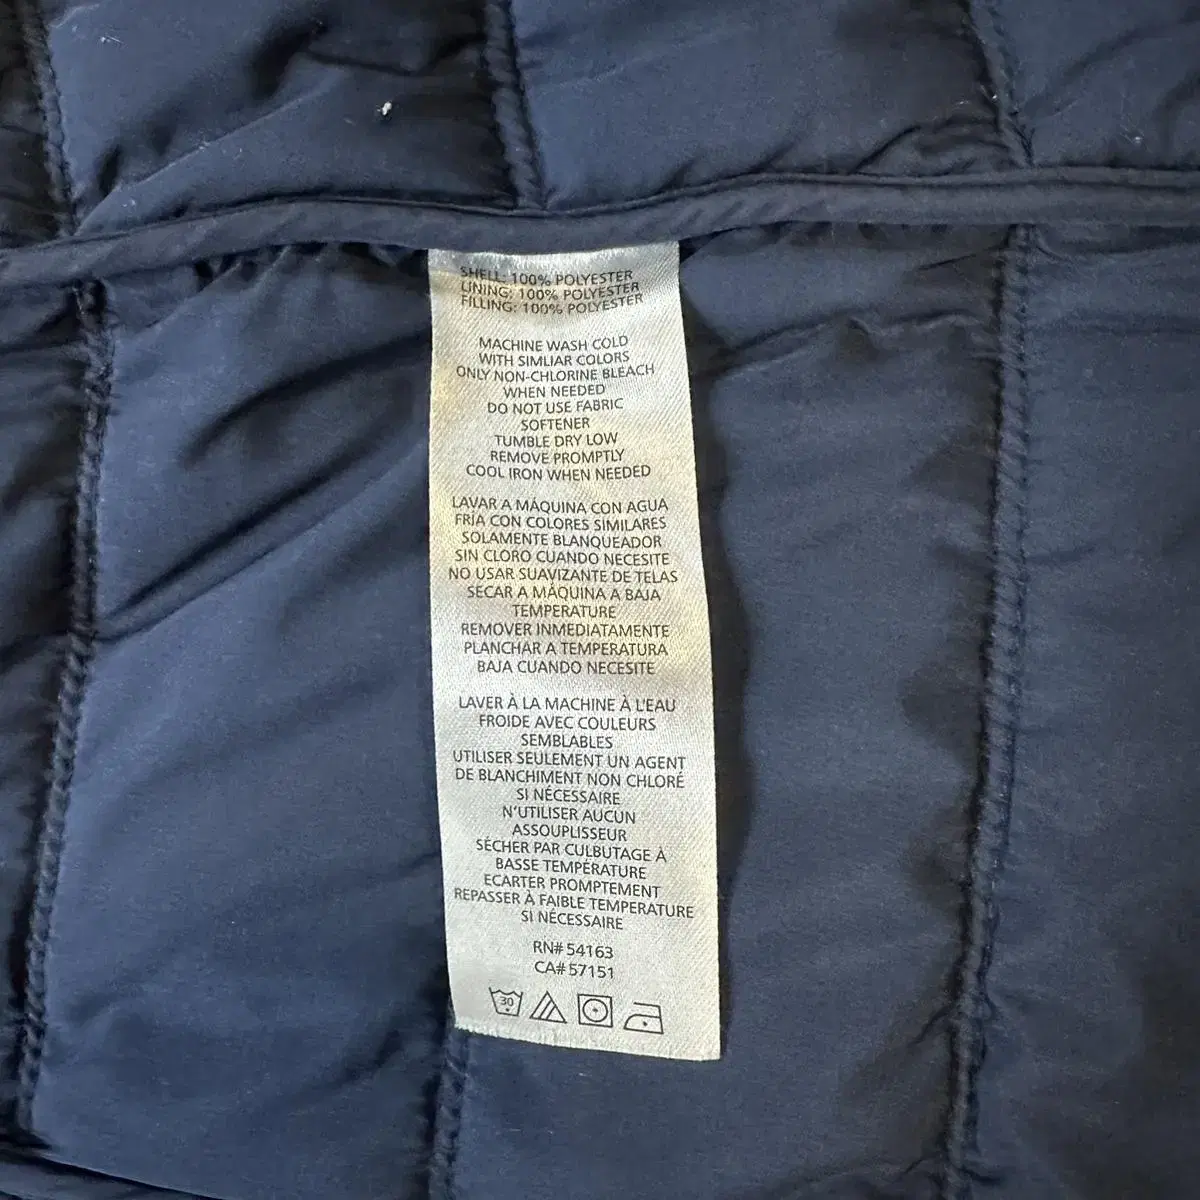 SHELL: 100% POLYESTER
LINING: 100% POLYESTER
FILLING: 100% POLYESTER
MACHINE WASH COLD
WITH SIMLIAR COLORS
ONLY NON-CHLORINE BLEACH
WHEN NEEDED
DO NOT USE FABRIC
SOFTENER
TUMBLE DRY LOW
REMOVE PROMPTLY
COOL IRON WHEN NEEDED
LAVAR A MÁQUINA CON AGUA
FRÍA CON COLORES SIMILARES
SOLAMENTE BLANQUEADOR
SIN CLORO CUANDO NECESITE
NO USAR SUAVIZANTE DE TELAS
SECAR A MÁQUINA A BAJA
TEMPERATURE
REMOVER INMEDIATAMENTE
PLANCHAR A TEMPERATURA
BAJA CUANDO NECESITE
LAVER À LA MACHINE À L'EAU
FROIDE AVEC COULEURS
SEMBLABLES
UTILISER SEULEMENT UN AGENT
DE BLANCHIMENT NON CHLORÉ
SI NÉCESSAIRE
N'UTILISER AUCUN
ASSOUPLISSEUR
SÉCHER PAR CULBUTAGE À
BASSE TEMPÉRATURE
ECARTER PROMPTEMENT
REPASSER À FAIBLE TEMPERATURE
SI NÉCESSAIRE
RN# 54163
CA# 57151
30